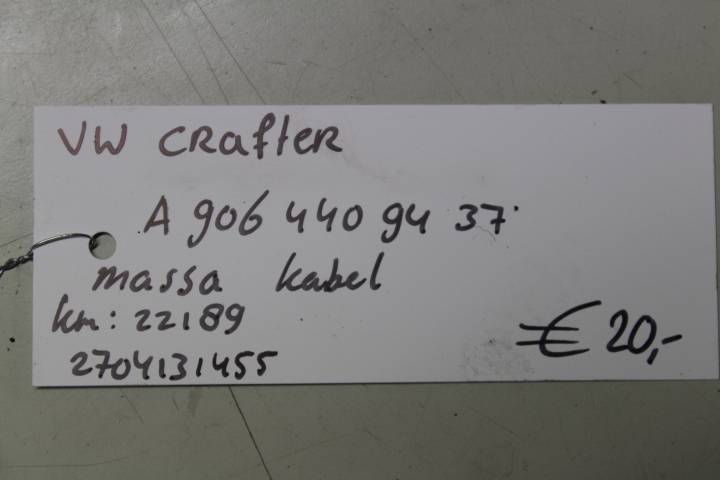 VW CRafteR
A 906 440 94 37
massa kabel
km: 22189
€ 20,-
2704131455